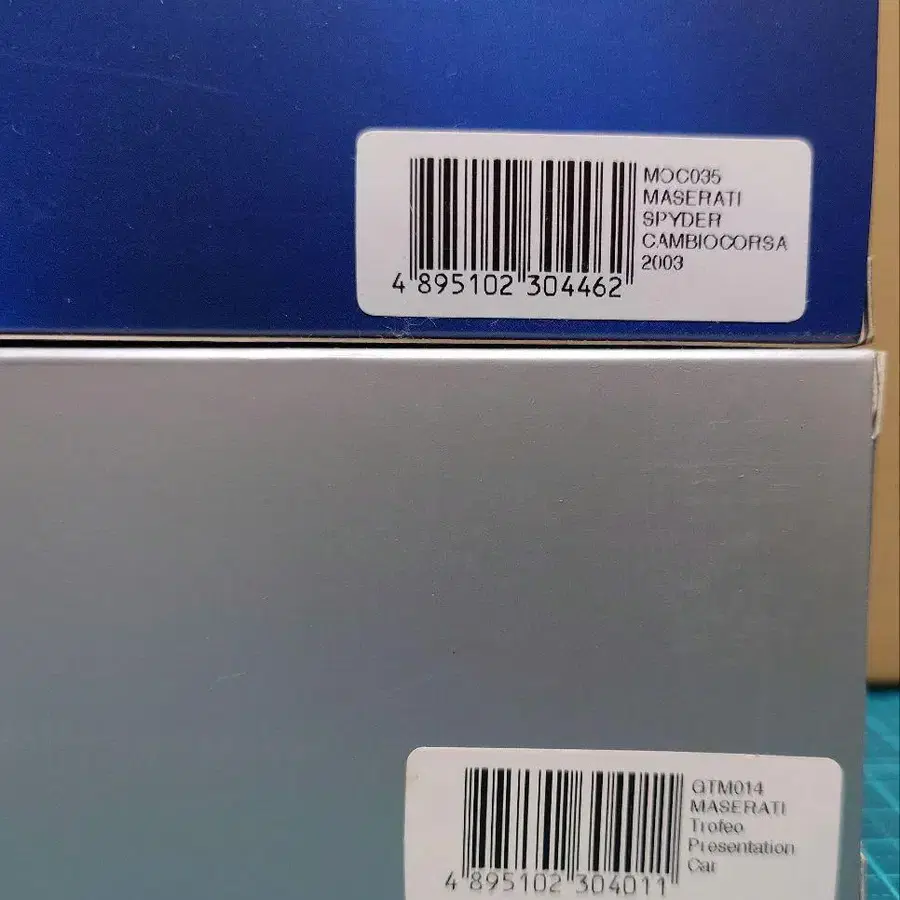 MOC035
MASERATI
SPYDER
CAMBIOCORSA
2003
4 895102 304462
GTM014
MASERATI
Trofeo
Presentation
Car
4 895102 304011